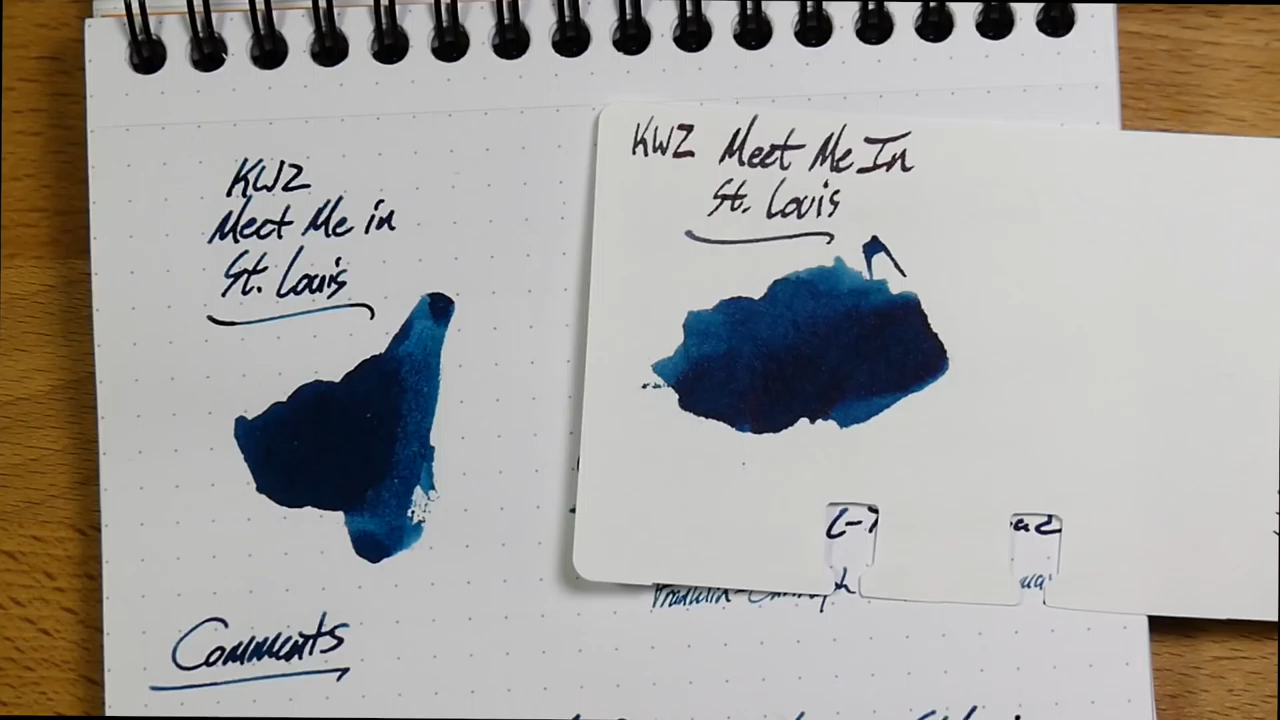 KWZ
Meet Me in
St. Louis
KWZ Meet Me In
St. Louis
Comments